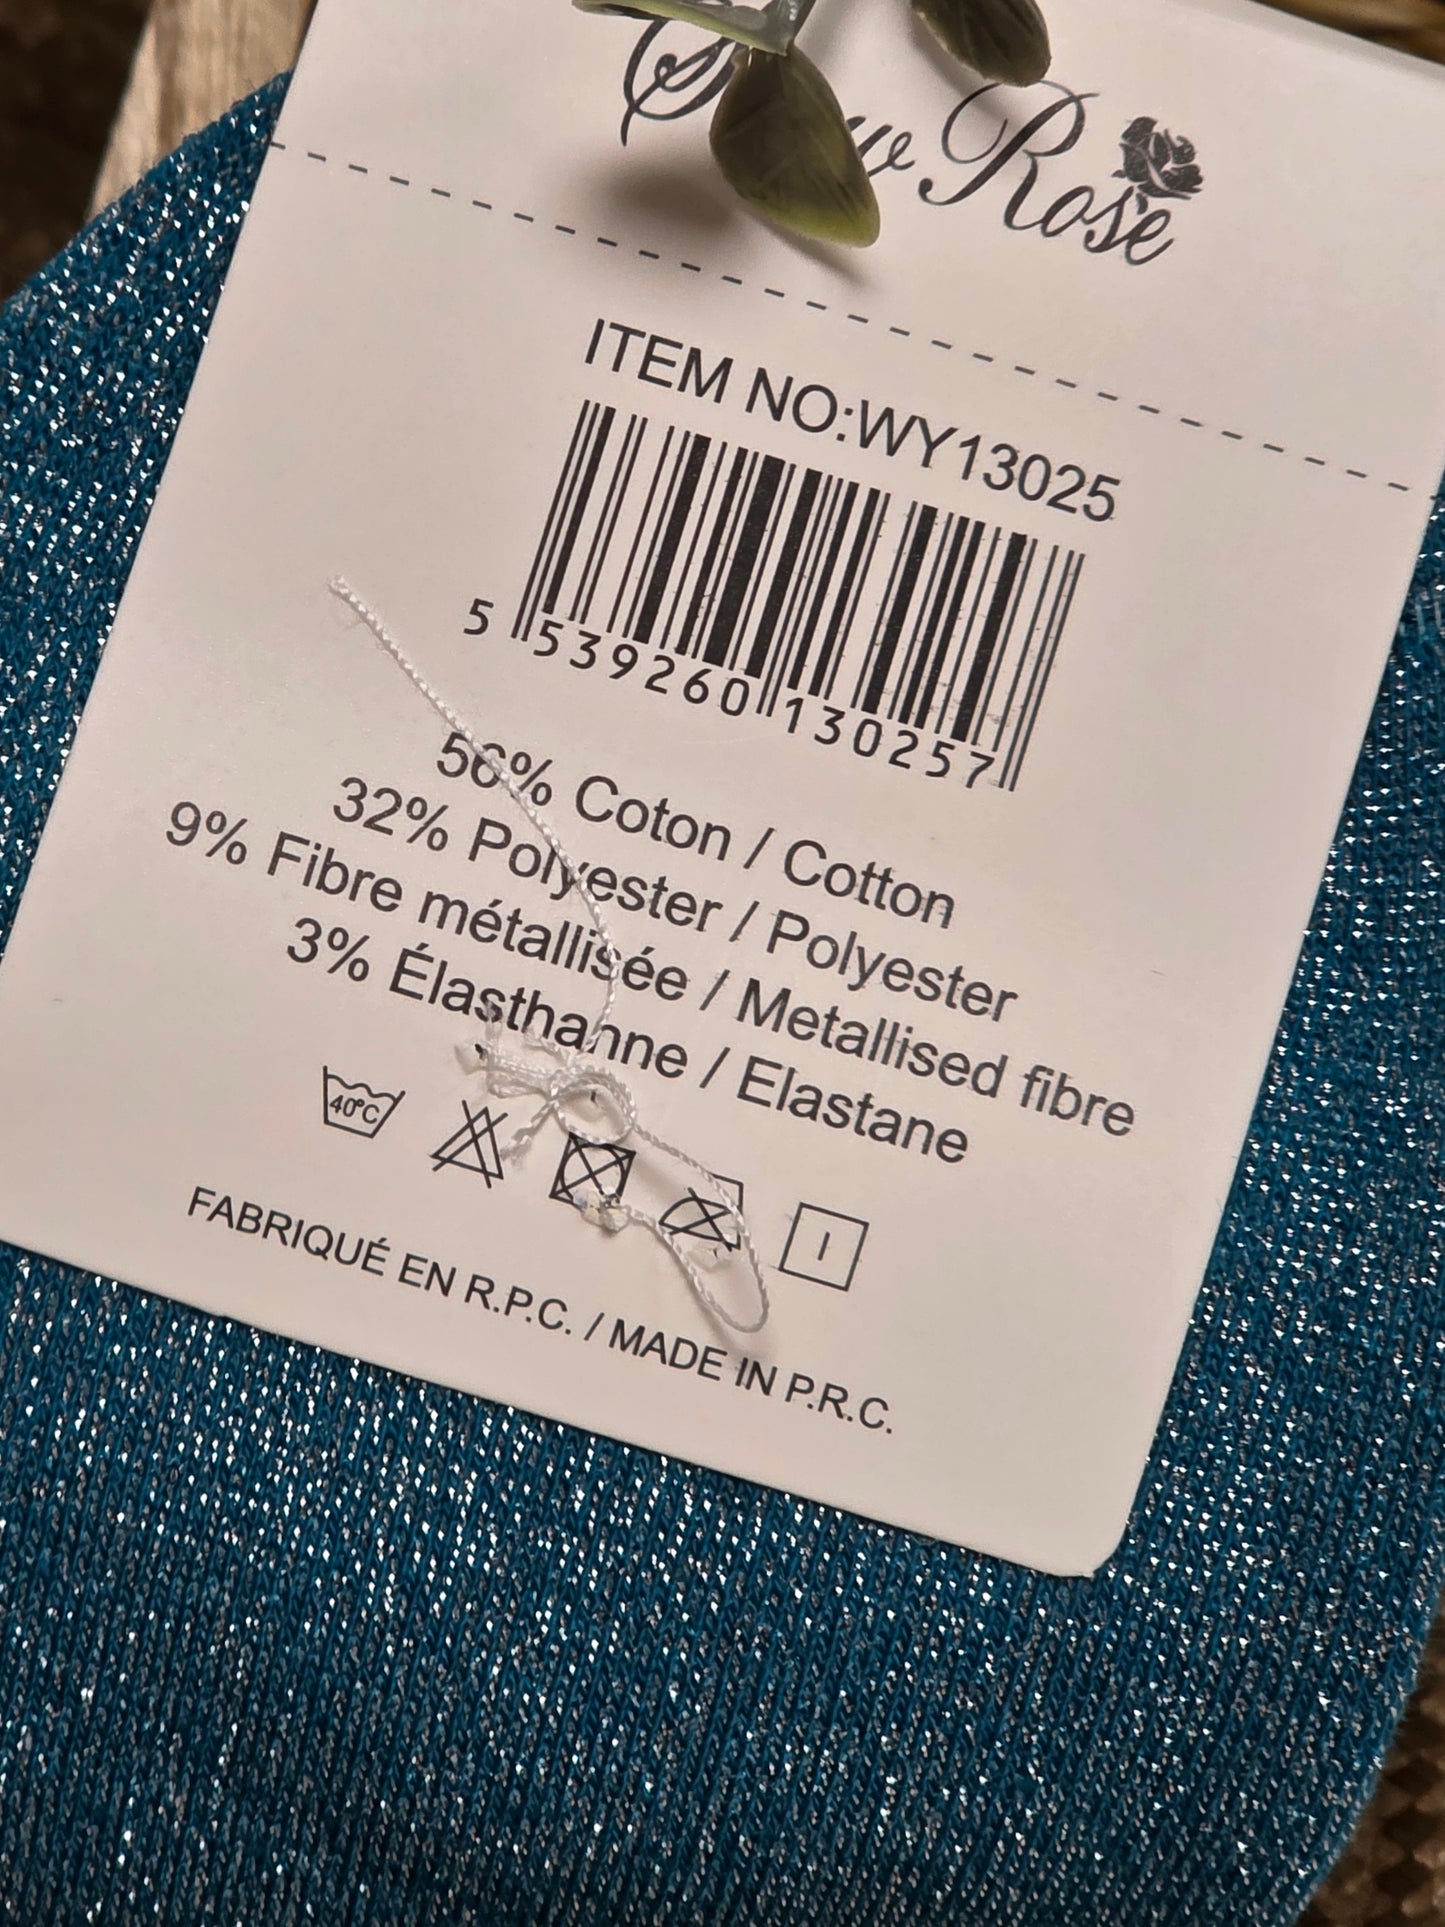 Rose
ITEM NO:WY13025
5 539260 130257
56% Coton / Cotton
32% Polyester / Polyester
9% Fibre métallisée / Metallised fibre
3% Élasthanne / Elastane
40°C
FABRIQUÉ EN R.P.C. / MADE IN P.R.C.